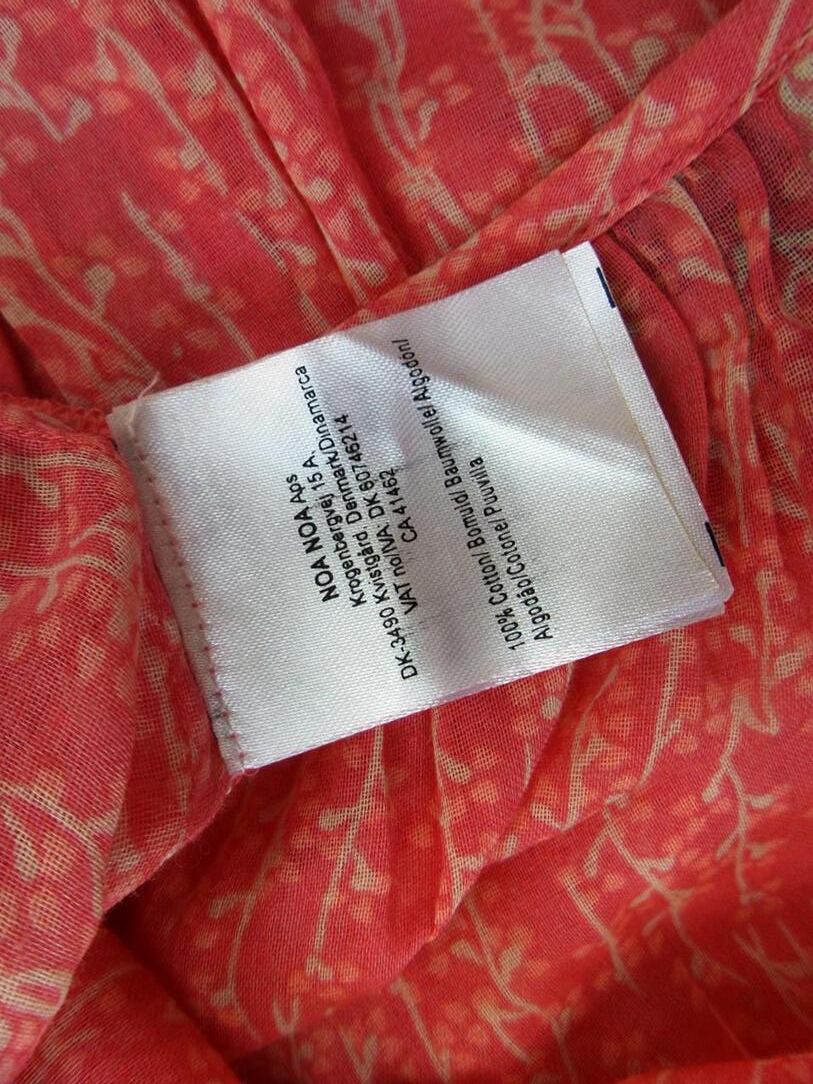 NOA NOA Aps
Krogenbergvej 15 A.
Kvistgård. Denmark/Dinamarca
DK-3490
VAT no/IVA. DK 60746214
CA 41462
100% Cotton/ Bomuld/ Baumwolle/ Algodón/
Algodão/Cotone/ Puuvilla